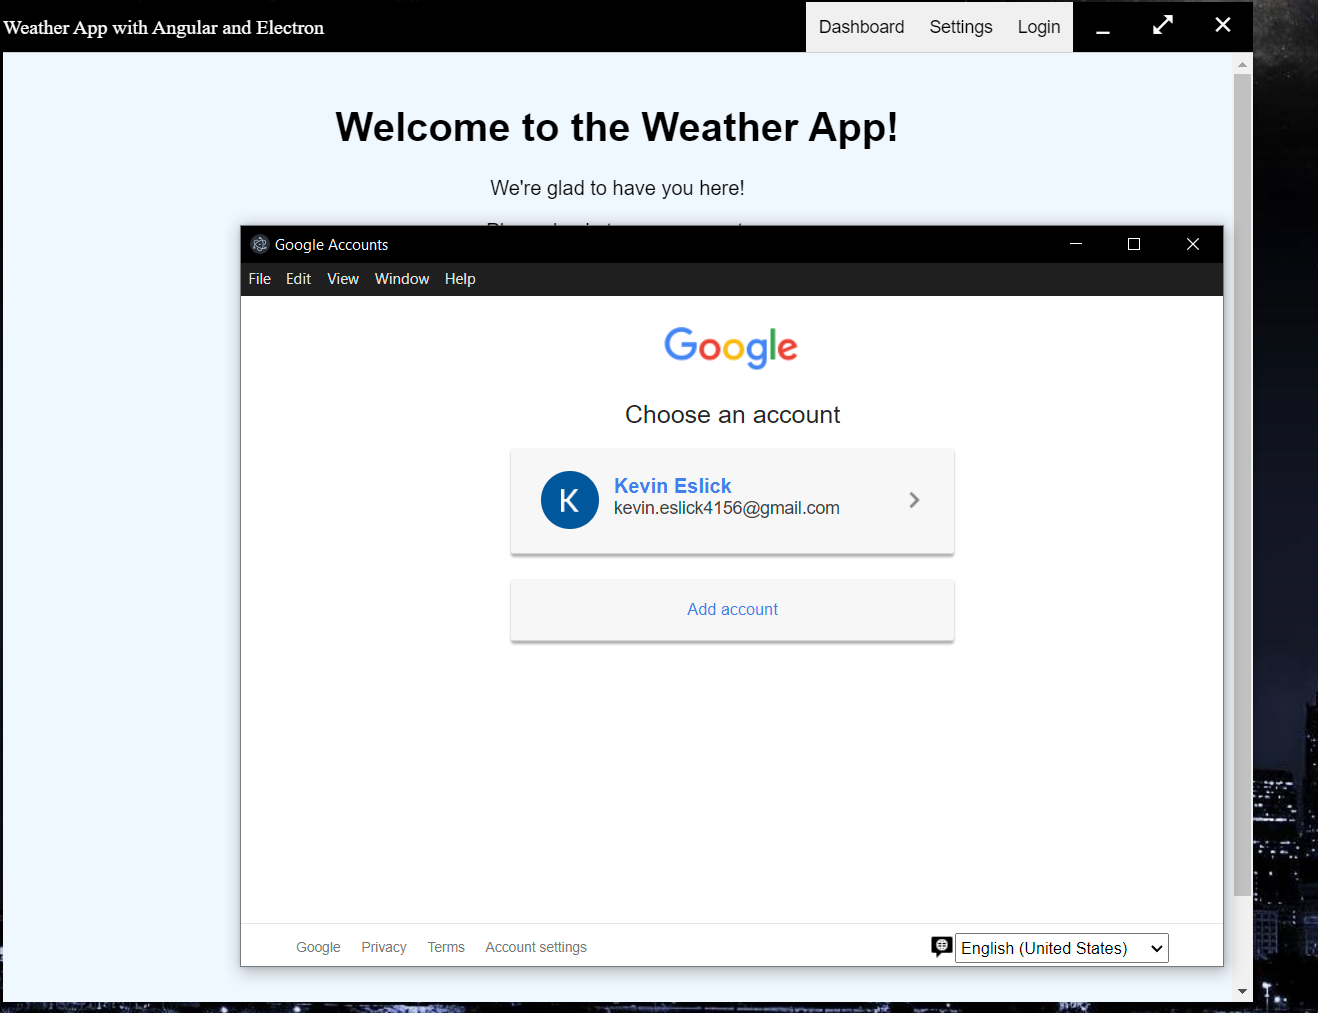 Weather App with Angular and Electron
Dashboard Settings Login
Welcome to the Weather App!
We're glad to have you here!
Google Accounts
File Edit View Window Help
Google
Choose an account
K
Kevin Eslick
kevin.eslick4156@gmail.com
Add account
Google Privacy Terms Account settings
English (United States)